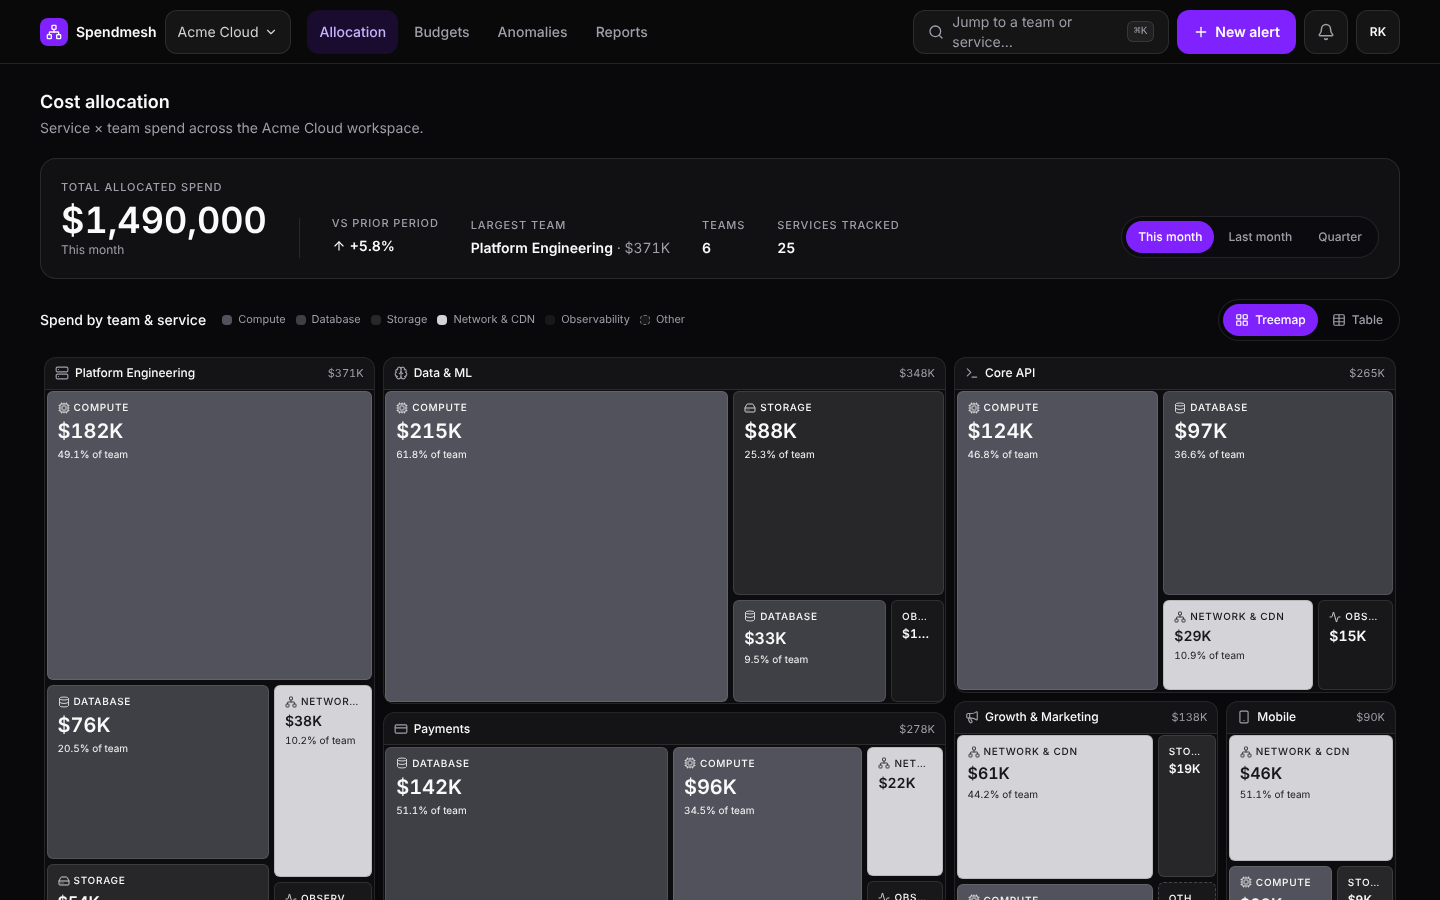 Spendmesh
Acme Cloud
Allocation
Budgets
Anomalies
Reports
Jump to a team or
service...
⌘K
New alert
RK
Cost allocation
Service × team spend across the Acme Cloud workspace.
TOTAL ALLOCATED SPEND
$1,490,000
This month
VS PRIOR PERIOD
↑ +5.8%
LARGEST TEAM
Platform Engineering · $371K
TEAMS
6
SERVICES TRACKED
25
This month
Last month
Quarter
Spend by team & service
Compute
Database
Storage
Network & CDN
Observability
Other
Treemap
Table
Platform Engineering $371K
COMPUTE
$182K
49.1% of team
DATABASE
$76K
20.5% of team
NETWOR...
$38K
10.2% of team
STORAGE
Data & ML $348K
COMPUTE
$215K
61.8% of team
STORAGE
$88K
25.3% of team
DATABASE
$33K
9.5% of team
OB...
$1...
Payments $278K
DATABASE
$142K
51.1% of team
COMPUTE
$96K
34.5% of team
NET...
$22K
Core API $265K
COMPUTE
$124K
46.8% of team
DATABASE
$97K
36.6% of team
NETWORK & CDN
$29K
10.9% of team
OBS...
$15K
Growth & Marketing $138K
NETWORK & CDN
$61K
44.2% of team
STO...
$19K
COMPUTE
Mobile $90K
NETWORK & CDN
$46K
51.1% of team
COMPUTE
STO...